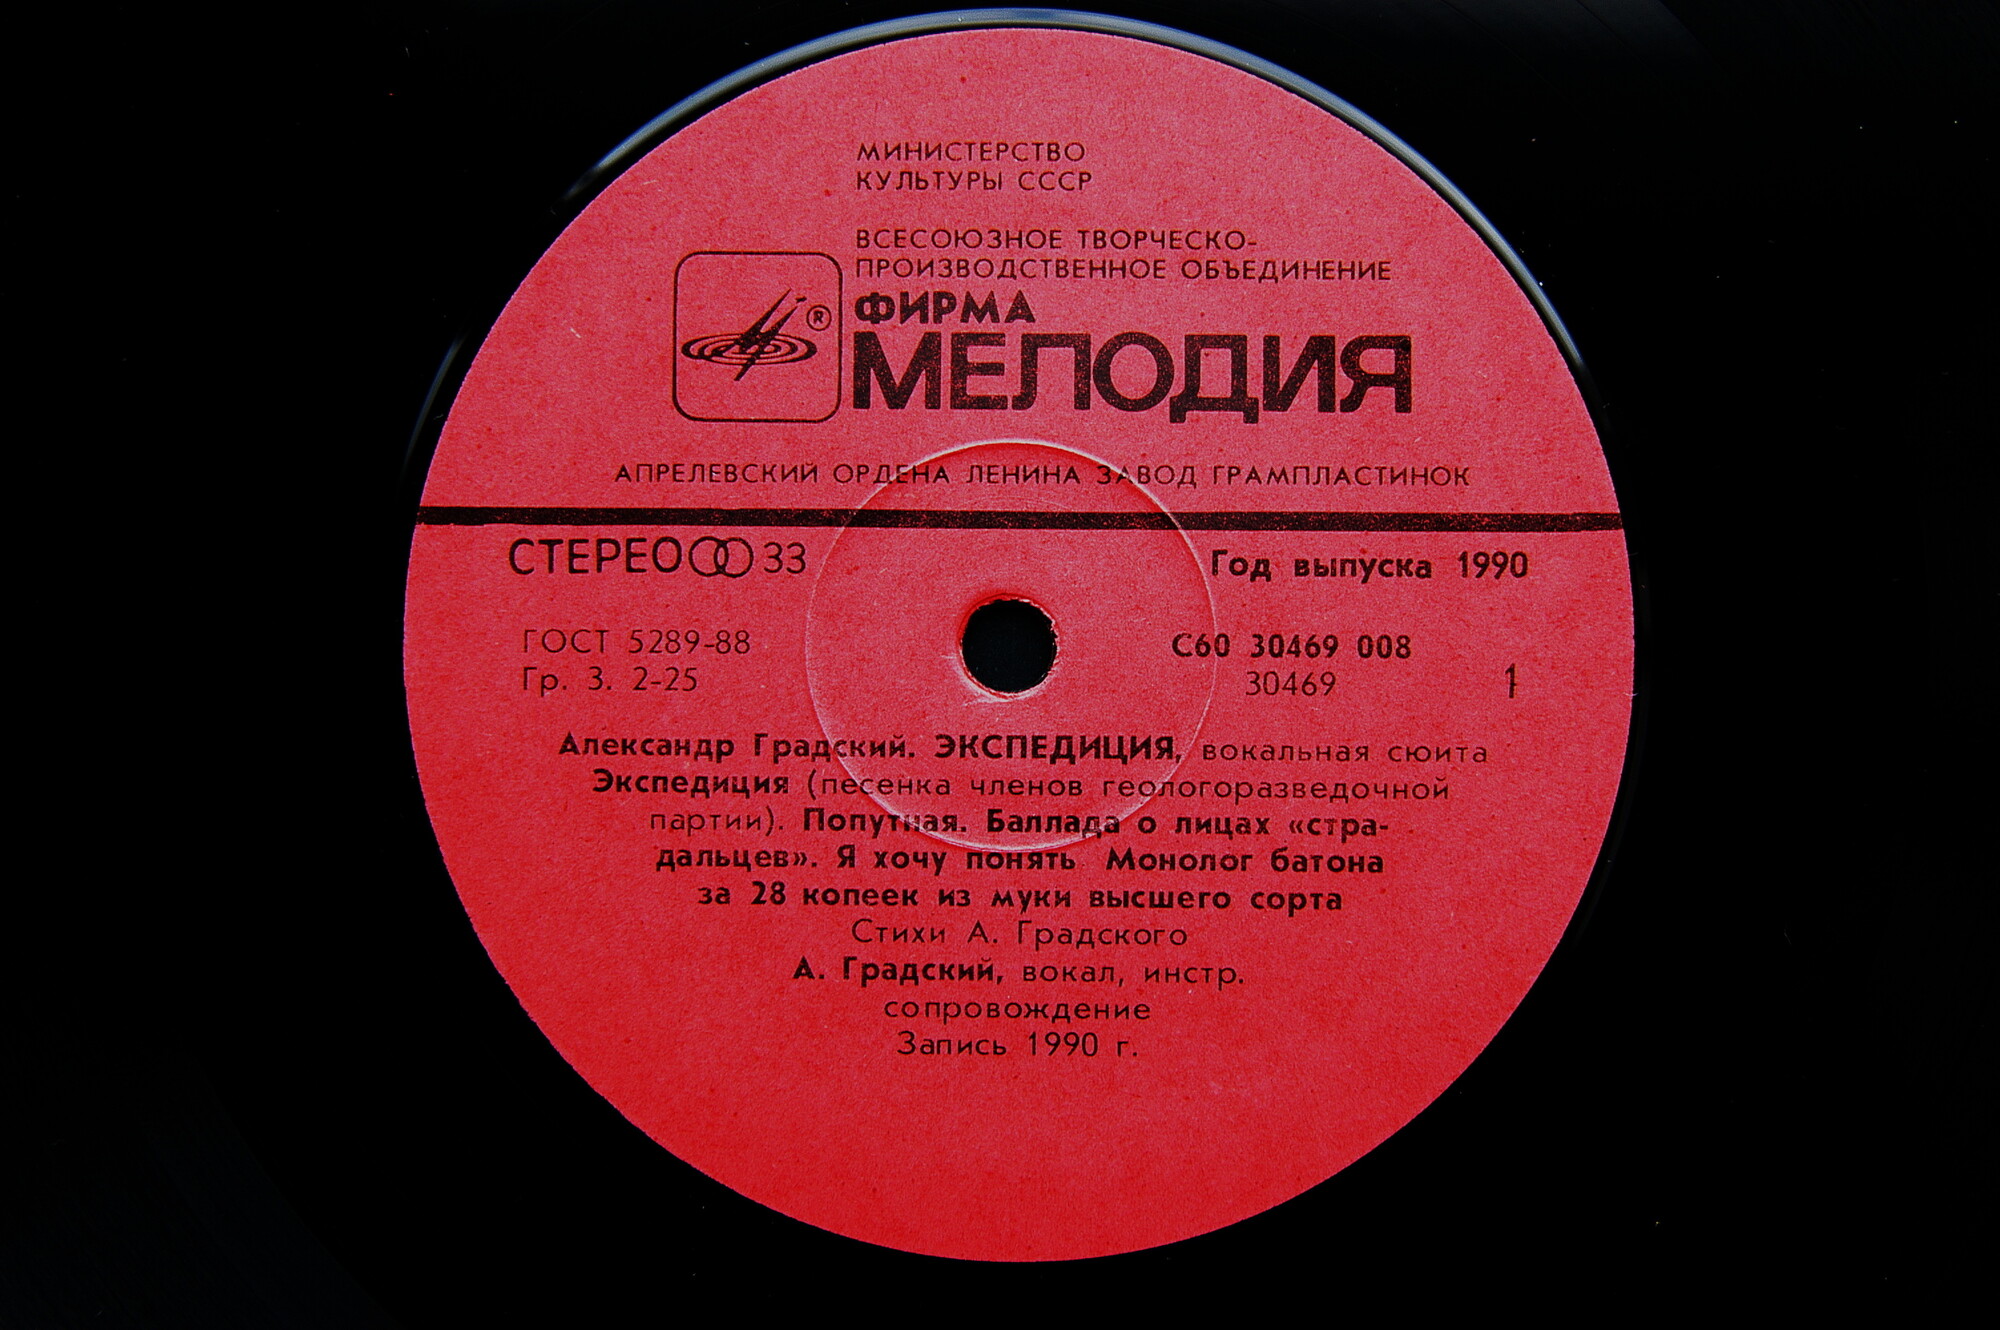 МИНИСТЕРСТВО
КУЛЬТУРЫ СССР
ВСЕСОЮЗНОЕ ТВОРЧЕСКО-
ПРОИЗВОДСТВЕННОЕ ОБЪЕДИНЕНИЕ
ФИРМА
®
МЕЛОДИЯ
АПРЕЛЕВСКИЙ ОРДЕНА ЛЕНИНА ЗАВОД ГРАМПЛАСТИНОК
СТЕРЕО 33
Год выпуска 1990
ГОСТ 5289-88
Гр. 3. 2-25
С60 30469 008
30469
1
Александр Градский. ЭКСПЕДИЦИЯ, вокальная сюита
Экспедиция (песенка членов геологоразведочной
партии). Попутная. Баллада о лицах «стра-
дальцев». Я хочу понять Монолог батона
за 28 копеек из муки высшего сорта
Стихи А. Градского
А. Градский, вокал, инстр.
сопровождение
Запись 1990 г.